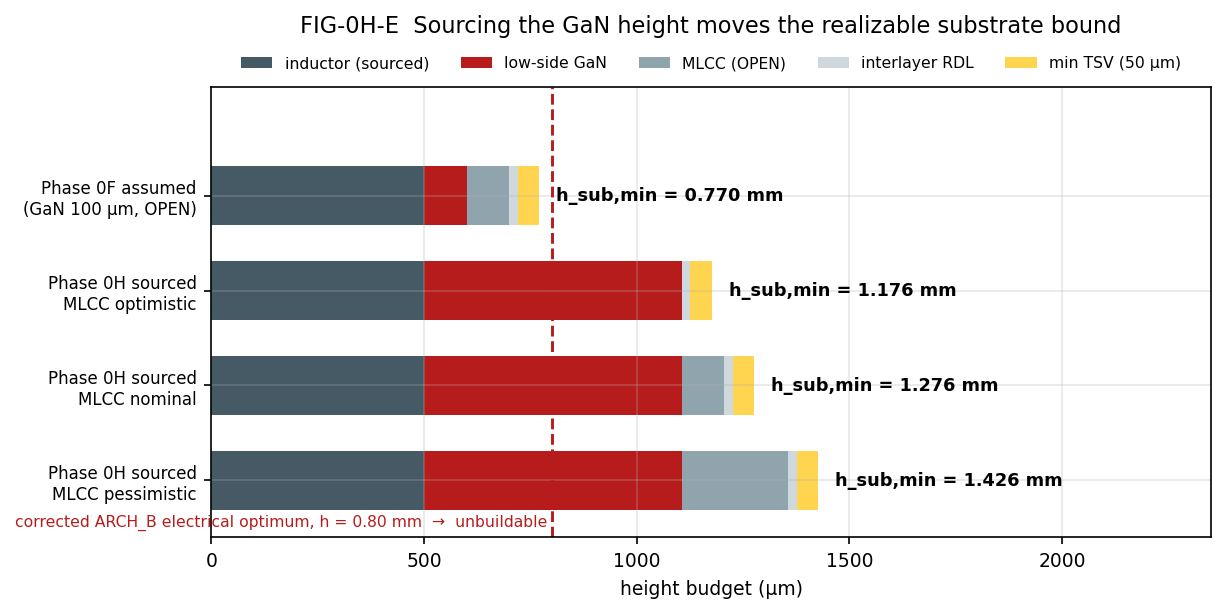 FIG-0H-E  Sourcing the GaN height moves the realizable substrate bound
inductor (sourced)
low-side GaN
MLCC (OPEN)
interlayer RDL
min TSV (50 µm)
Phase 0F assumed
(GaN 100 µm, OPEN)
h_sub,min = 0.770 mm
Phase 0H sourced
MLCC optimistic
h_sub,min = 1.176 mm
Phase 0H sourced
MLCC nominal
h_sub,min = 1.276 mm
Phase 0H sourced
MLCC pessimistic
h_sub,min = 1.426 mm
corrected ARCH_B electrical optimum, h = 0.80 mm → unbuildable
0
500
1000
1500
2000
height budget (µm)